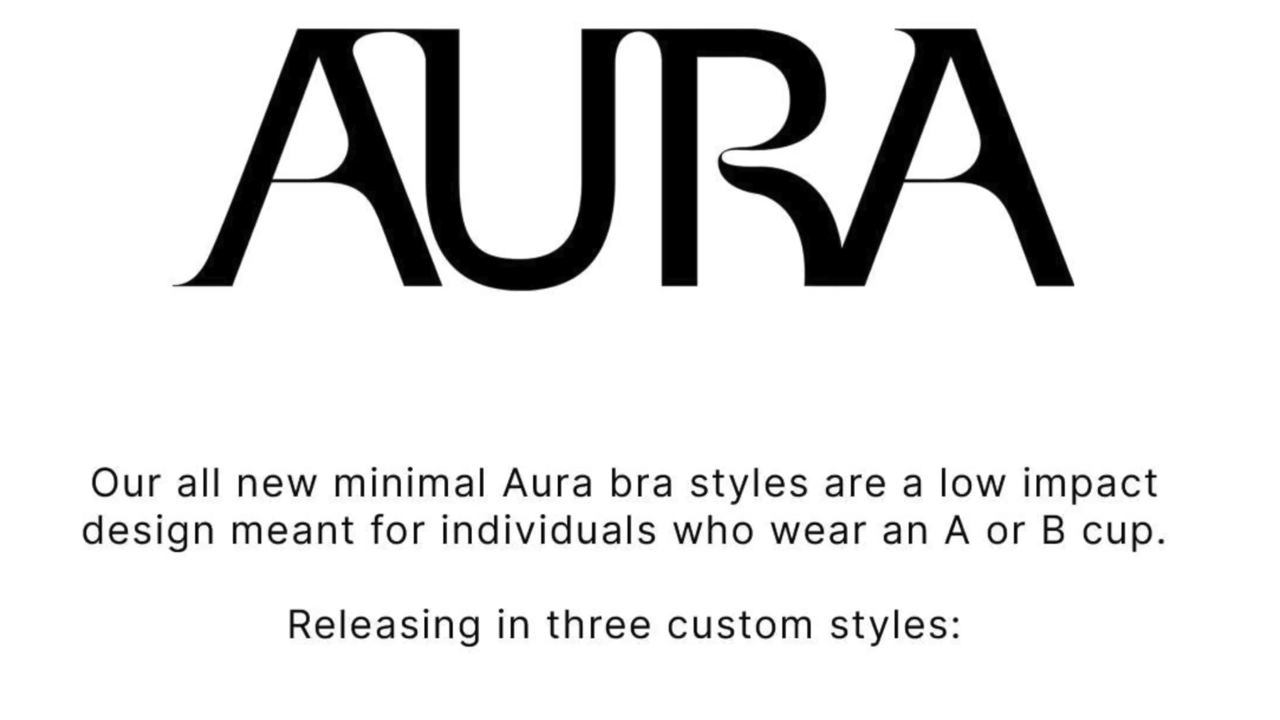 AURA
Our all new minimal Aura bra styles are a low impact
design meant for individuals who wear an A or B cup.
Releasing in three custom styles: